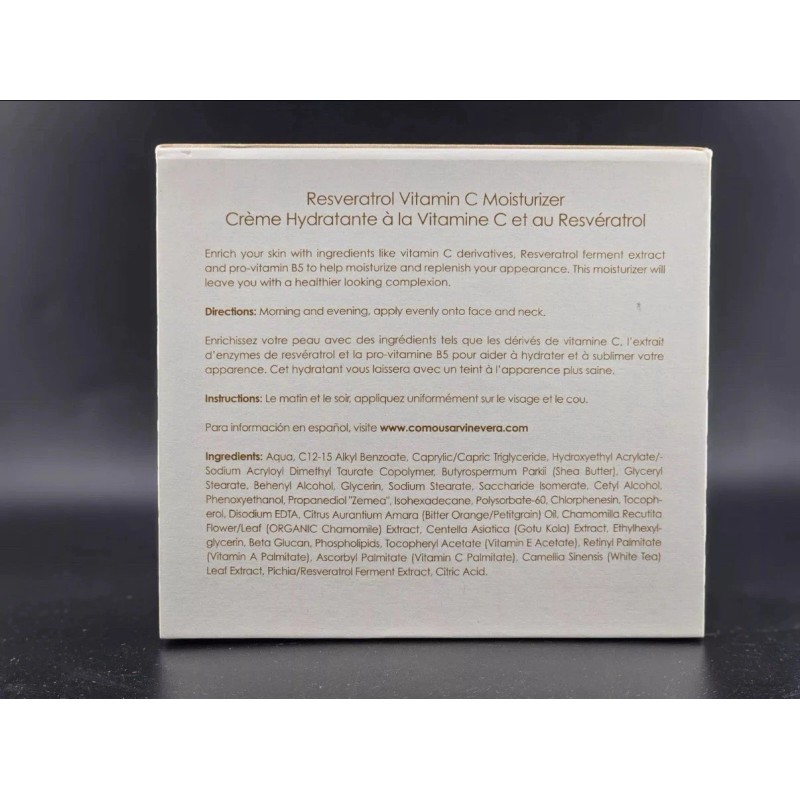 Resveratrol Vitamin C Moisturizer
Crème Hydratante à la Vitamine C et au Resvératrol
Enrich your skin with ingredients like vitamin C derivatives, Resveratrol ferment extract
and pro-vitamin B5 to help moisturize and replenish your appearance. This moisturizer will
leave you with a healthier looking complexion.
Directions: Morning and evening, apply evenly onto face and neck.
Enrichissez votre peau avec des ingrédients tels que les dérivés de vitamine C, l'extrait
d'enzymes de resvératrol et la pro-vitamine B5 pour aider à hydrater et à sublimer votre
apparence. Cet hydratant vous laissera avec un teint à l'apparence plus saine.
Instructions: Le matin et le soir, appliquez uniformément sur le visage et le cou.
Para información en español, visite www.comousarvinevera.com
Ingredients: Aqua, C12-15 Alkyl Benzoate, Caprylic/Capric Triglyceride, Hydroxyethyl Acrylate/-
Sodium Acryloyl Dimethyl Taurate Copolymer, Butyrospermum Parkii (Shea Butter), Glyceryl
Stearate, Behenyl Alcohol, Glycerin, Sodium Stearate, Saccharide Isomerate, Cetyl Alcohol,
Phenoxyethanol, Propanediol "Zemea", Isohexadecane, Polysorbate-60, Chlorphenesin, Tocoph-
erol, Disodium EDTA, Citrus Aurantium Amara (Bitter Orange/Petitgrain) Oil, Chamomilla Recutita
Flower/Leaf (ORGANIC Chamomile) Extract, Centella Asiatica (Gotu Kola) Extract, Ethylhexyl-
glycerin, Beta Glucan, Phospholipids, Tocopheryl Acetate (Vitamin E Acetate), Retinyl Palmitate
(Vitamin A Palmitate), Ascorbyl Palmitate (Vitamin C Palmitate), Camellia Sinensis (White Tea)
Leaf Extract, Pichia/Resveratrol Ferment Extract, Citric Acid.